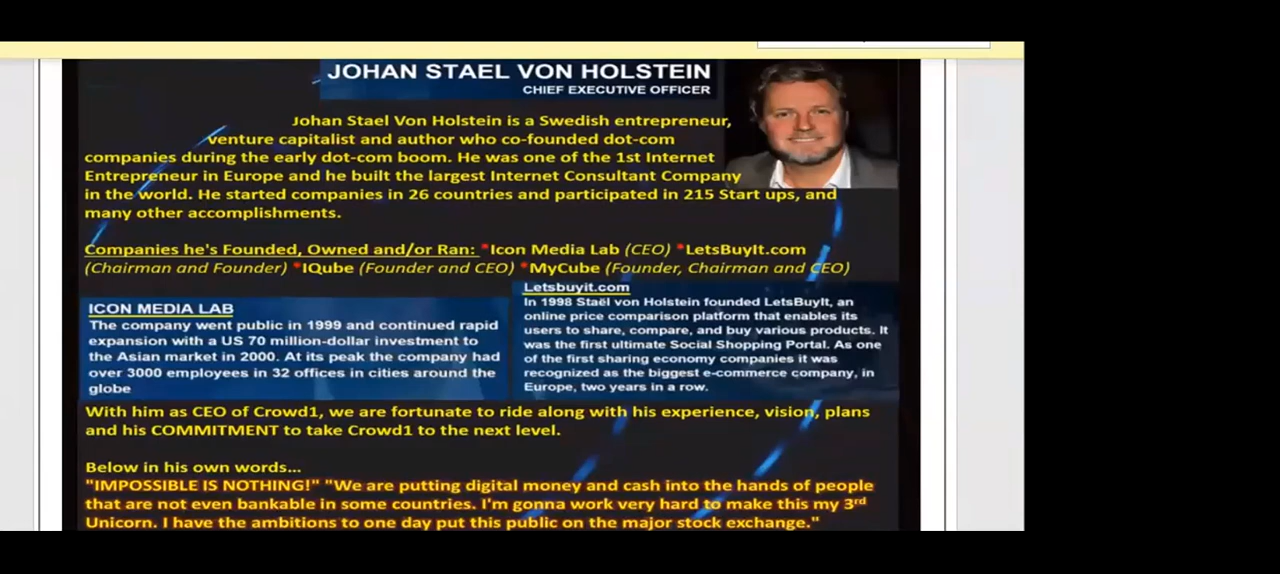 JOHAN STAEL VON HOLSTEIN
CHIEF EXECUTIVE OFFICER
Johan Stael Von Holstein is a Swedish entrepreneur,
venture capitalist and author who co-founded dot-com
companies during the early dot-com boom. He was one of the 1st Internet
Entrepreneur in Europe and he built the largest Internet Consultant Company
in the world. He started companies in 26 countries and participated in 215 Start ups, and
many other accomplishments.
Companies he's Founded, Owned and/or Ran: *Icon Media Lab (CEO) *LetsBuyIt.com
(Chairman and Founder) *IQube (Founder and CEO) *MyCube (Founder, Chairman and CEO)
ICON MEDIA LAB
The company went public in 1999 and continued rapid
expansion with a US 70 million-dollar investment to
the Asian market in 2000. At its peak the company had
over 3000 employees in 32 offices in cities around the
globe
Letsbuyit.com
In 1998 Staël von Holstein founded LetsBuyIt, an
online price comparison platform that enables its
users to share, compare, and buy various products. It
was the first ultimate Social Shopping Portal. As one
of the first sharing economy companies it was
recognized as the biggest e-commerce company, in
Europe, two years in a row.
With him as CEO of Crowd1, we are fortunate to ride along with his experience, vision, plans
and his COMMITMENT to take Crowd1 to the next level.
Below in his own words...
"IMPOSSIBLE IS NOTHING!" "We are putting digital money and cash into the hands of people
that are not even bankable in some countries. I'm gonna work very hard to make this my 3rd
Unicorn. I have the ambitions to one day put this public on the major stock exchange."